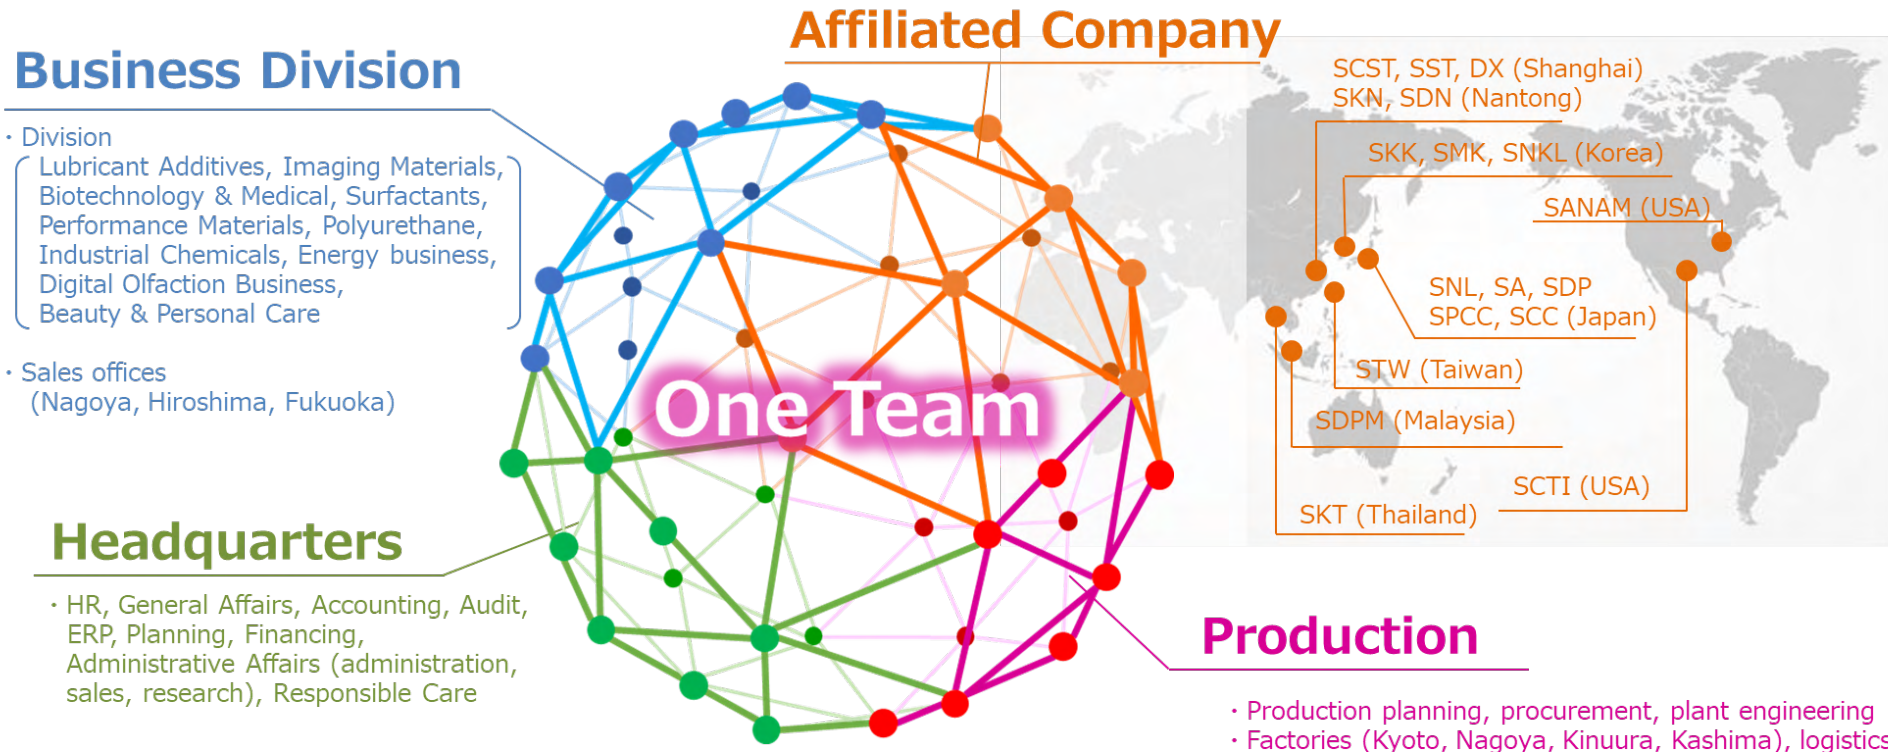 Affiliated Company
Business Division
・Division
Lubricant Additives, Imaging Materials,
Biotechnology & Medical, Surfactants,
Performance Materials, Polyurethane,
Industrial Chemicals, Energy business,
Digital Olfaction Business,
Beauty & Personal Care
・Sales offices
(Nagoya, Hiroshima, Fukuoka)
SCST, SST, DX (Shanghai)
SKN, SDN (Nantong)
SKK, SMK, SNKL (Korea)
SANAM (USA)
SNL, SA, SDP
SPCC, SCC (Japan)
STW (Taiwan)
SDPM (Malaysia)
SCTI (USA)
SKT (Thailand)
One Team
Headquarters
・HR, General Affairs, Accounting, Audit,
ERP, Planning, Financing,
Administrative Affairs (administration,
sales, research), Responsible Care
Production
・Production planning, procurement, plant engineering
・Factories (Kyoto, Nagoya, Kinuura, Kashima), logistics